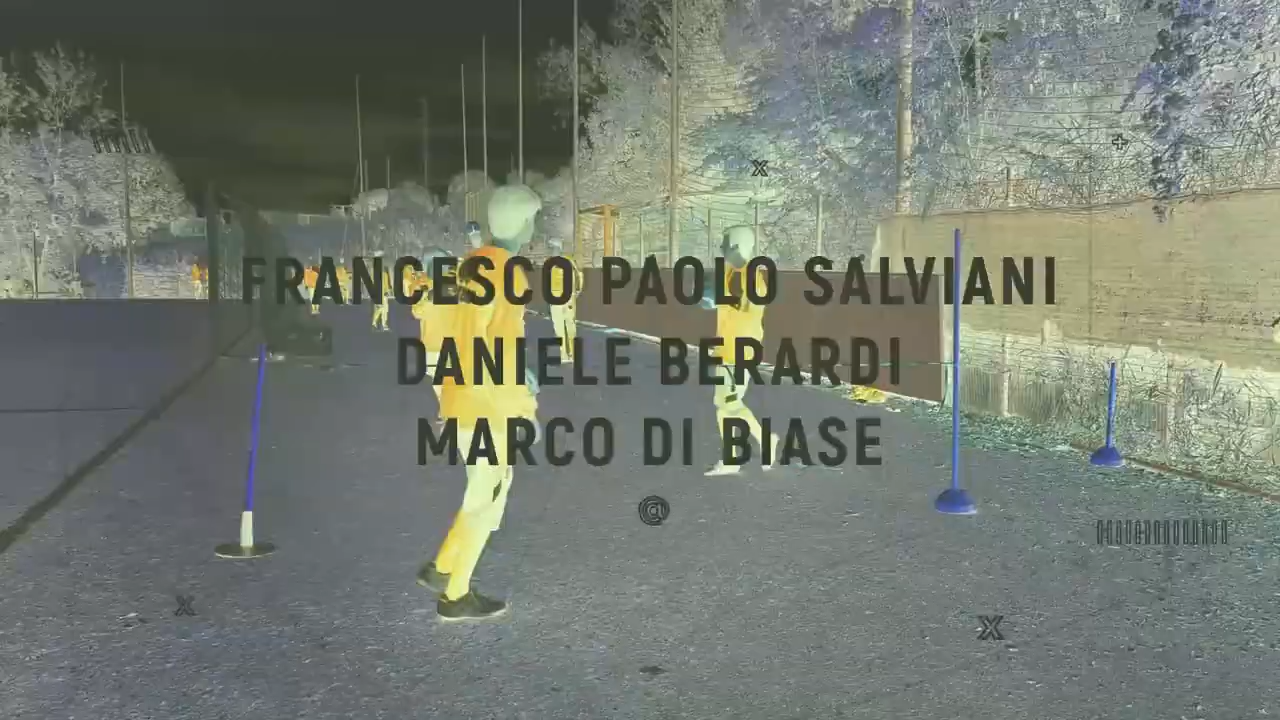 FRANCESCO PAOLO SALVIANI
DANIELE BERARDI
MARCO DI BIASE
@